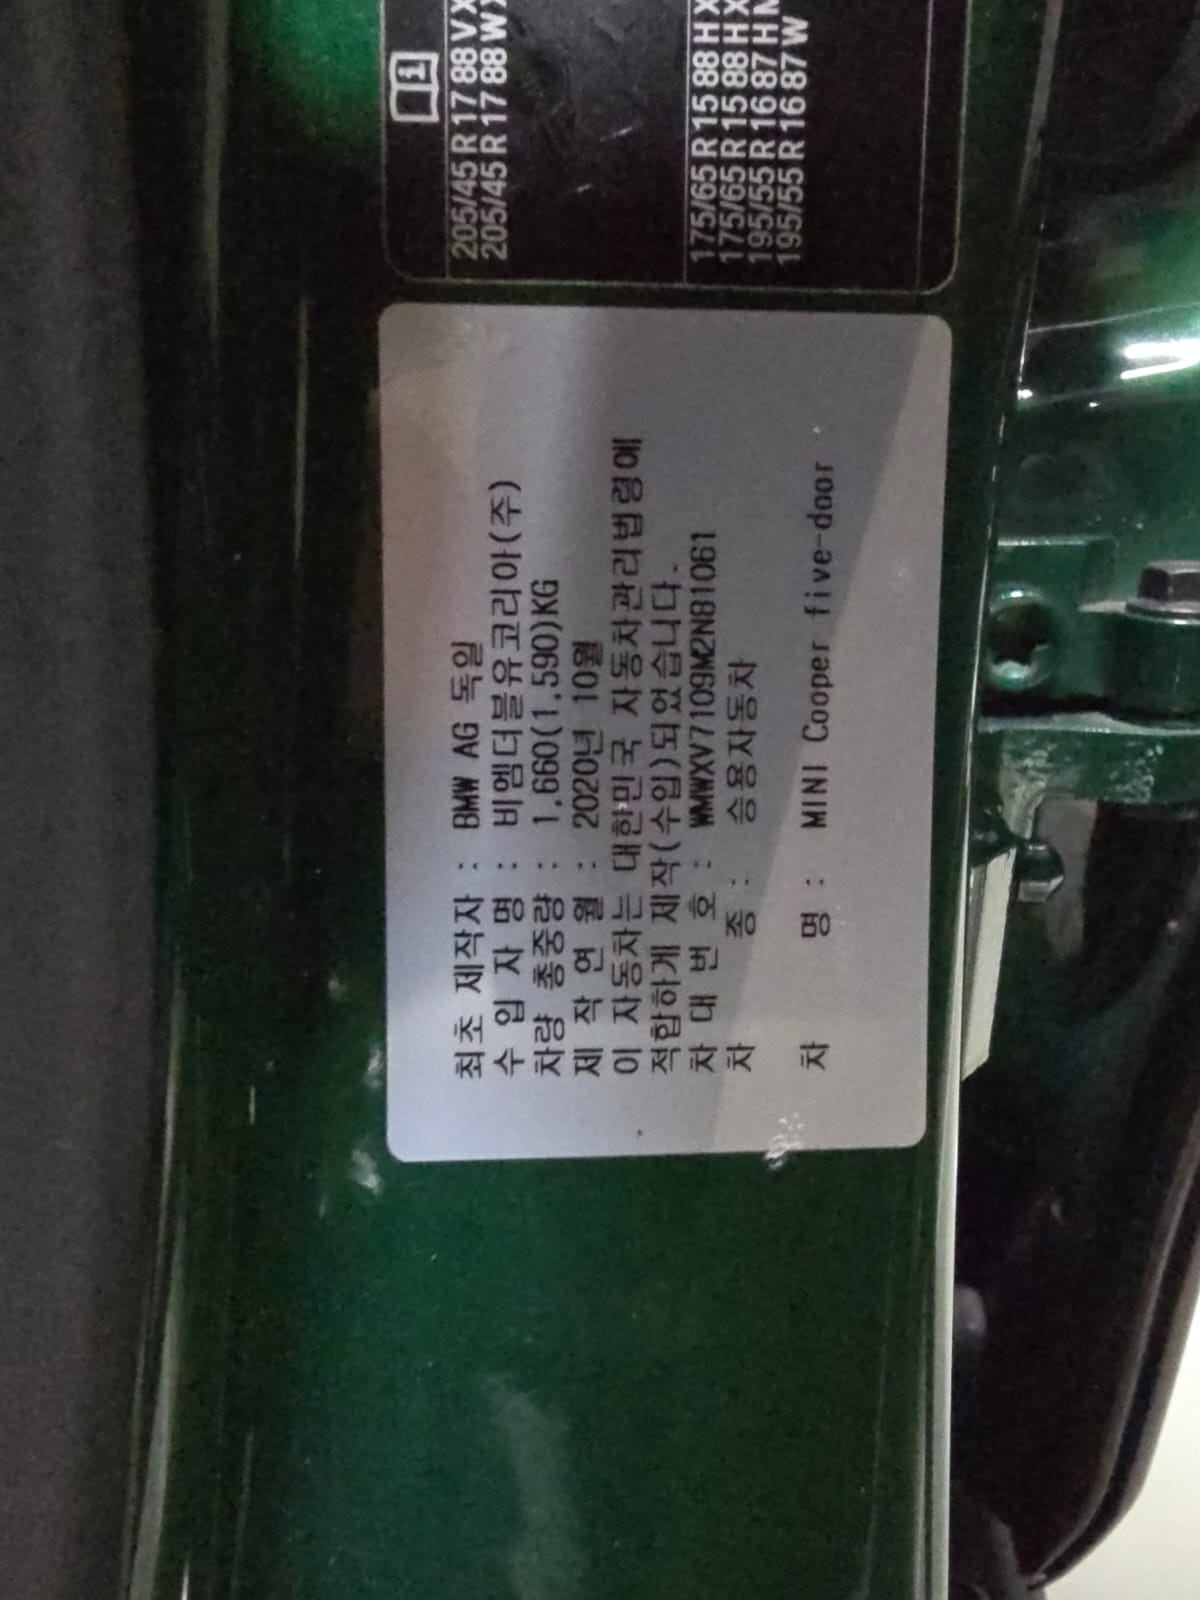 최초 제작자 : BMW AG 독일
수 입 자 명 : 비엠더블유코리아(주)
차량 총중량 : 1,660(1,590)KG
제 작 연 월 : 2020년 10월
이 자동차는 대한민국 자동차관리법령에
적합하게 제작(수입)되었습니다.
차 대 번 호 : WMWXV7109M2N81061
차 종 : 승용자동차
차 명 : MINI Cooper five-door
205/45 R 17 88 V X
205/45 R 17 88 W X
175/65 R 15 88 H X
175/65 R 15 88 H X
195/55 R 16 87 H
195/55 R 16 87 W